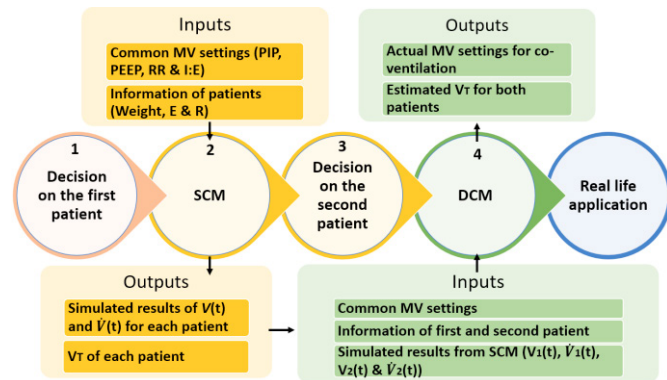 Inputs
Common MV settings (PIP,
PEEP, RR & I:E)
Information of patients
(Weight, E & R)
Outputs
Actual MV settings for co-
ventilation
Estimated VT for both
patients
1
Decision
on the first
patient
2
SCM
3
Decision
on the
second
patient
4
DCM
Real life
application
Outputs
Simulated results of V(t)
and V̇(t) for each patient
VT of each patient
Inputs
Common MV settings
Information of first and second patient
Simulated results from SCM (V1(t), V̇1(t),
V2(t) & V̇2(t))